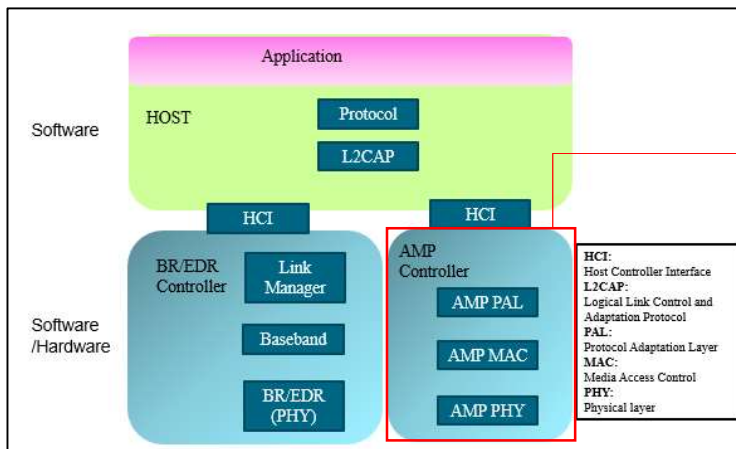 Application
Software
HOST
Protocol
L2CAP
HCI
HCI
BR/EDR
Controller
Link
Manager
Baseband
BR/EDR
(PHY)
AMP
Controller
AMP PAL
AMP MAC
AMP PHY
Software
/Hardware
HCI:
Host Controller Interface
L2CAP:
Logical Link Control and
Adaptation Protocol
PAL:
Protocol Adaptation Layer
MAC:
Media Access Control
PHY:
Physical layer